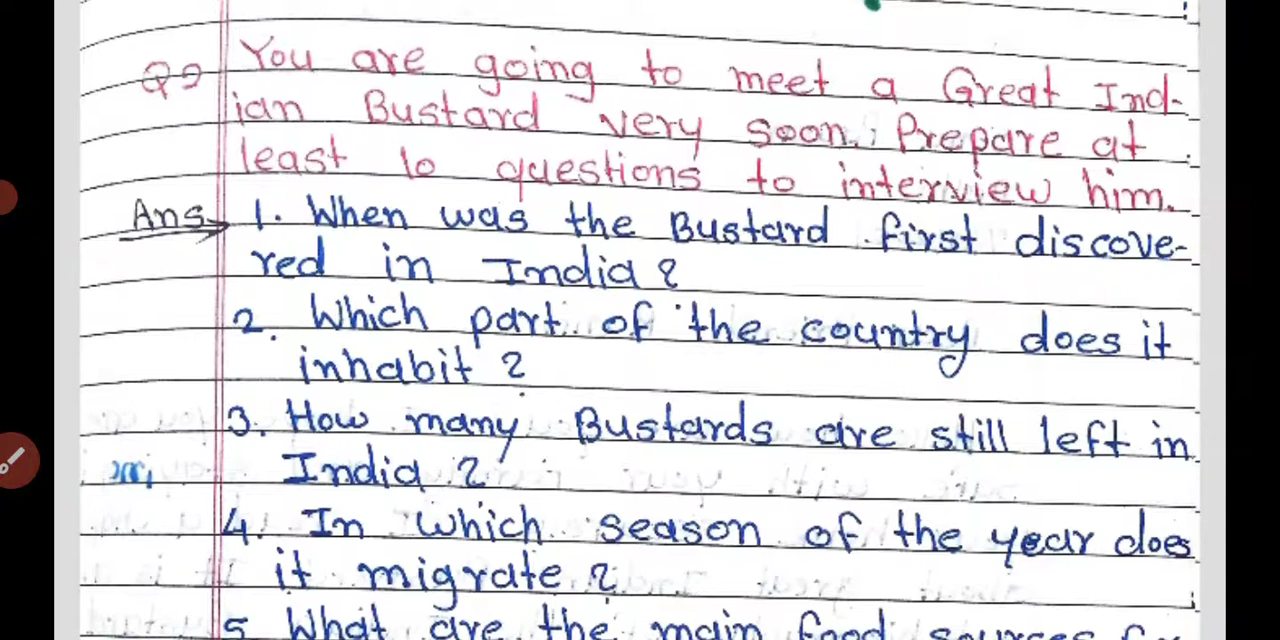 Q2 You are going to meet a Great Ind-
ian Bustard very soon. Prepare at
least 10 questions to interview him.
Ans → 1. When was the Bustard first discove-
red in India?
2. Which part of the country does it
inhabit?
3. How many Bustards are still left in
India?
4. In which season of the year does
it migrate?
5 What are the main food sources